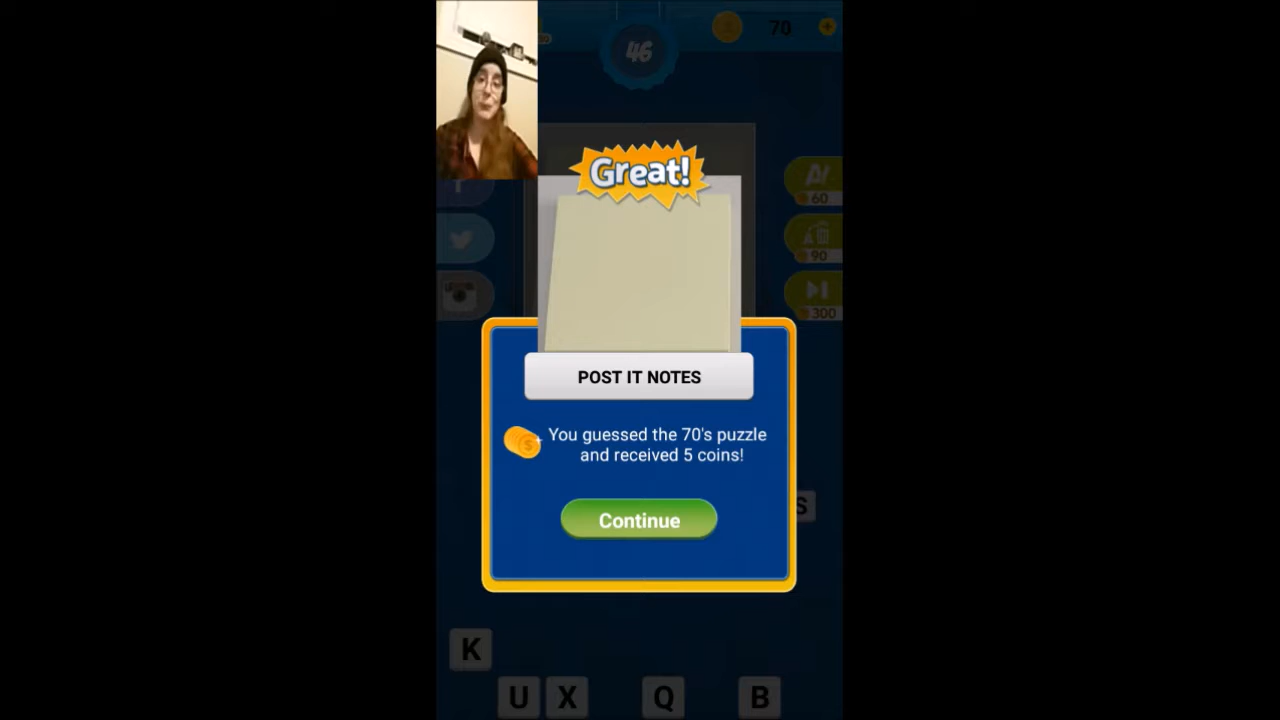 70
46
Great!
60
90
300
POST IT NOTES
You guessed the 70's puzzle
and received 5 coins!
Continue
S
K
U X Q B